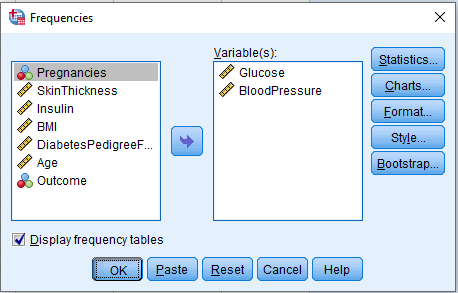 Frequencies
Variable(s):
Pregnancies
SkinThickness
Insulin
BMI
DiabetesPedigreeF...
Age
Outcome
Glucose
BloodPressure
Statistics...
Charts...
Format...
Style...
Bootstrap...
Display frequency tables
OK Paste Reset Cancel Help